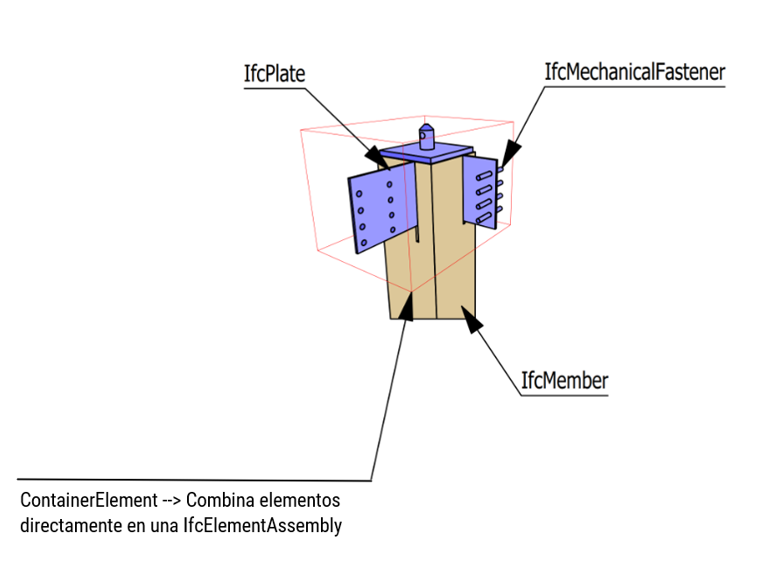 IfcPlate
IfcMechanicalFastener
IfcMember
ContainerElement --> Combina elementos
directamente en una IfcElementAssembly